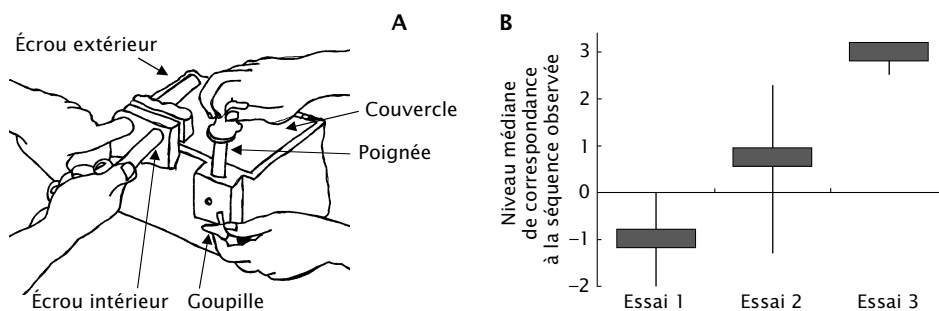 A
Écrou extérieur
Couvercle
Poignée
Écrou intérieur
Goupille
B
Niveau médiane
de correspondance
à la séquence observée
3
2
1
0
−1
−2
Essai 1
Essai 2
Essai 3